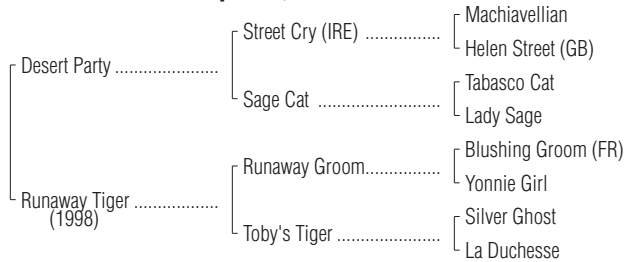 Machiavellian
Street Cry (IRE) ................
Helen Street (GB)
Desert Party ......................
Tabasco Cat
Sage Cat ..........................
Lady Sage
Blushing Groom (FR)
Runaway Groom................
Yonnie Girl
Runaway Tiger ..................
(1998)
Silver Ghost
Toby's Tiger ......................
La Duchesse